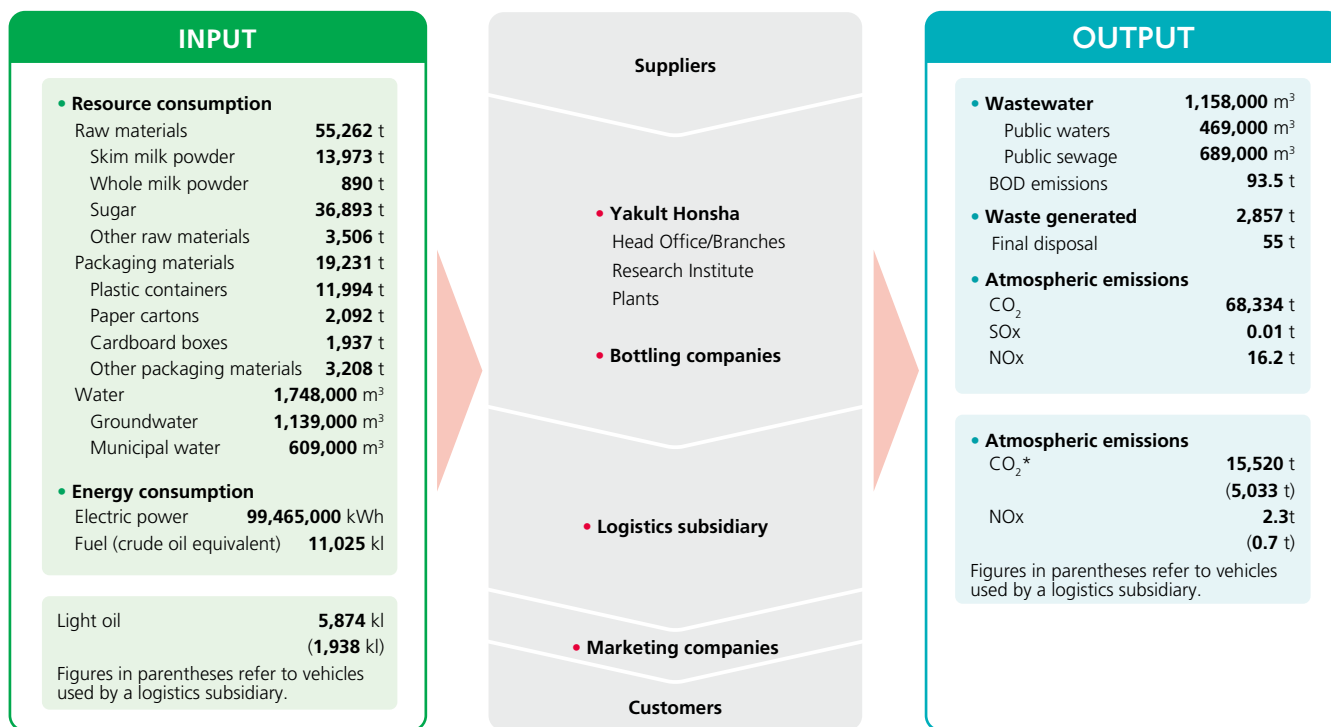 INPUT
• Resource consumption
Raw materials 55,262 t
Skim milk powder 13,973 t
Whole milk powder 890 t
Sugar 36,893 t
Other raw materials 3,506 t
Packaging materials 19,231 t
Plastic containers 11,994 t
Paper cartons 2,092 t
Cardboard boxes 1,937 t
Other packaging materials 3,208 t
Water 1,748,000 m³
Groundwater 1,139,000 m³
Municipal water 609,000 m³
• Energy consumption
Electric power 99,465,000 kWh
Fuel (crude oil equivalent) 11,025 kl
Light oil 5,874 kl
(1,938 kl)
Figures in parentheses refer to vehicles
used by a logistics subsidiary.
Suppliers
• Yakult Honsha
Head Office/Branches
Research Institute
Plants
• Bottling companies
• Logistics subsidiary
• Marketing companies
Customers
OUTPUT
• Wastewater 1,158,000 m³
Public waters 469,000 m³
Public sewage 689,000 m³
BOD emissions 93.5 t
• Waste generated 2,857 t
Final disposal 55 t
• Atmospheric emissions
CO₂ 68,334 t
SOx 0.01 t
NOx 16.2 t
• Atmospheric emissions
CO₂* 15,520 t
(5,033 t)
NOx 2.3t
(0.7 t)
Figures in parentheses refer to vehicles
used by a logistics subsidiary.